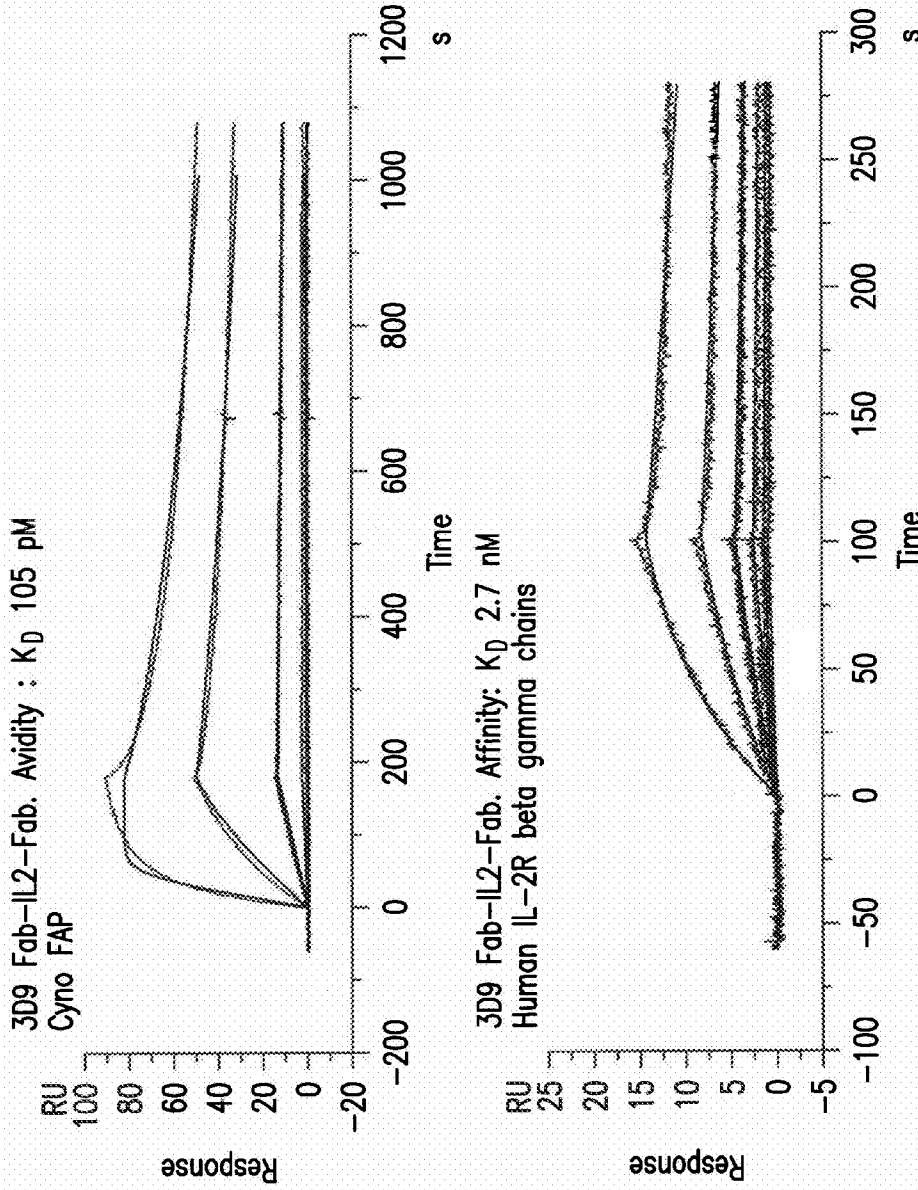 3D9 Fab-IL2-Fab. Avidity : KD 105 pM
Cyno FAP
RU
100
80
60
40
20
0
-20
Response
-200
0
200
400
600
800
1000
1200
Time
s
3D9 Fab-IL2-Fab. Affinity: KD 2.7 nM
Human IL-2R beta gamma chains
RU
25
20
15
10
5
0
-5
Response
-100
-50
0
50
100
150
200
250
300
Time
s